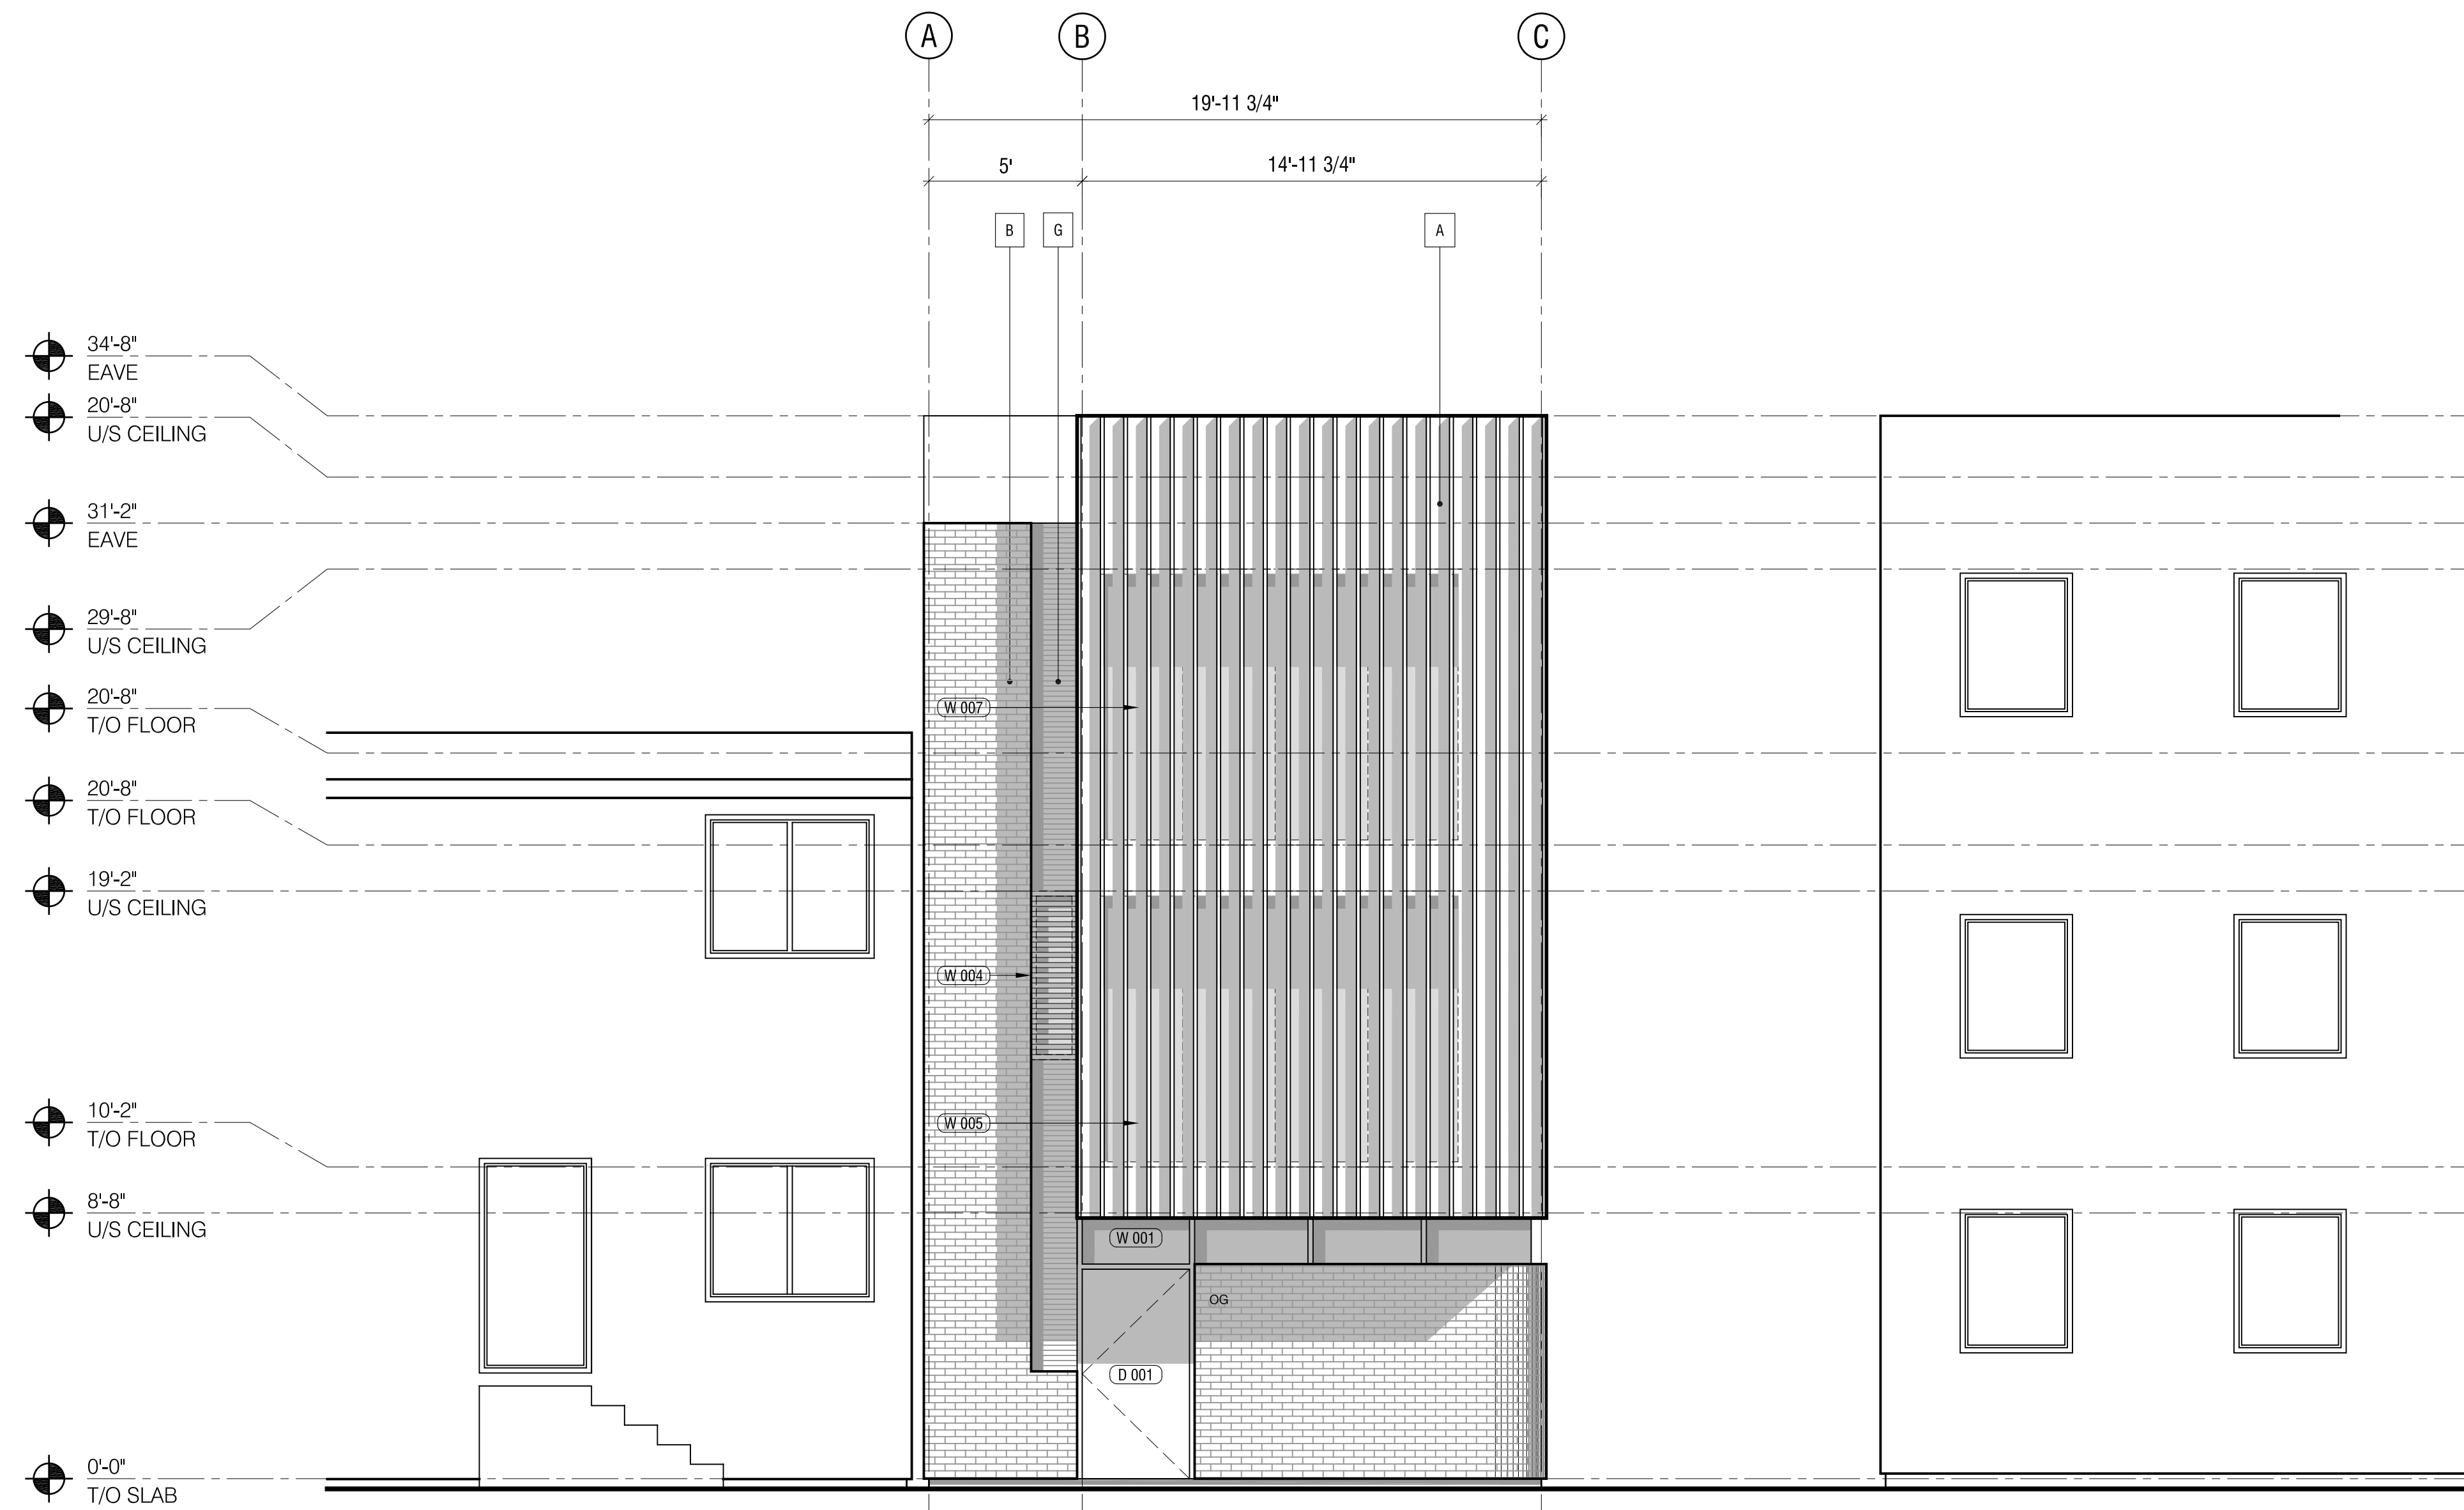 A B C
19'-11 3/4"
5' 14'-11 3/4"
B G A
34'-8"
EAVE
20'-8"
U/S CEILING
31'-2"
EAVE
29'-8"
U/S CEILING
20'-8"
T/O FLOOR
W 007
20'-8"
T/O FLOOR
19'-2"
U/S CEILING
W 004
10'-2"
T/O FLOOR
W 005
8'-8"
U/S CEILING
W 001
OG
D 001
0'-0"
T/O SLAB